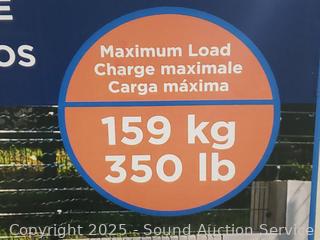 E
OS
Maximum Load
Charge maximale
Carga máxima
159 kg
350 lb
Copyright 2025 - Sound Auction Service